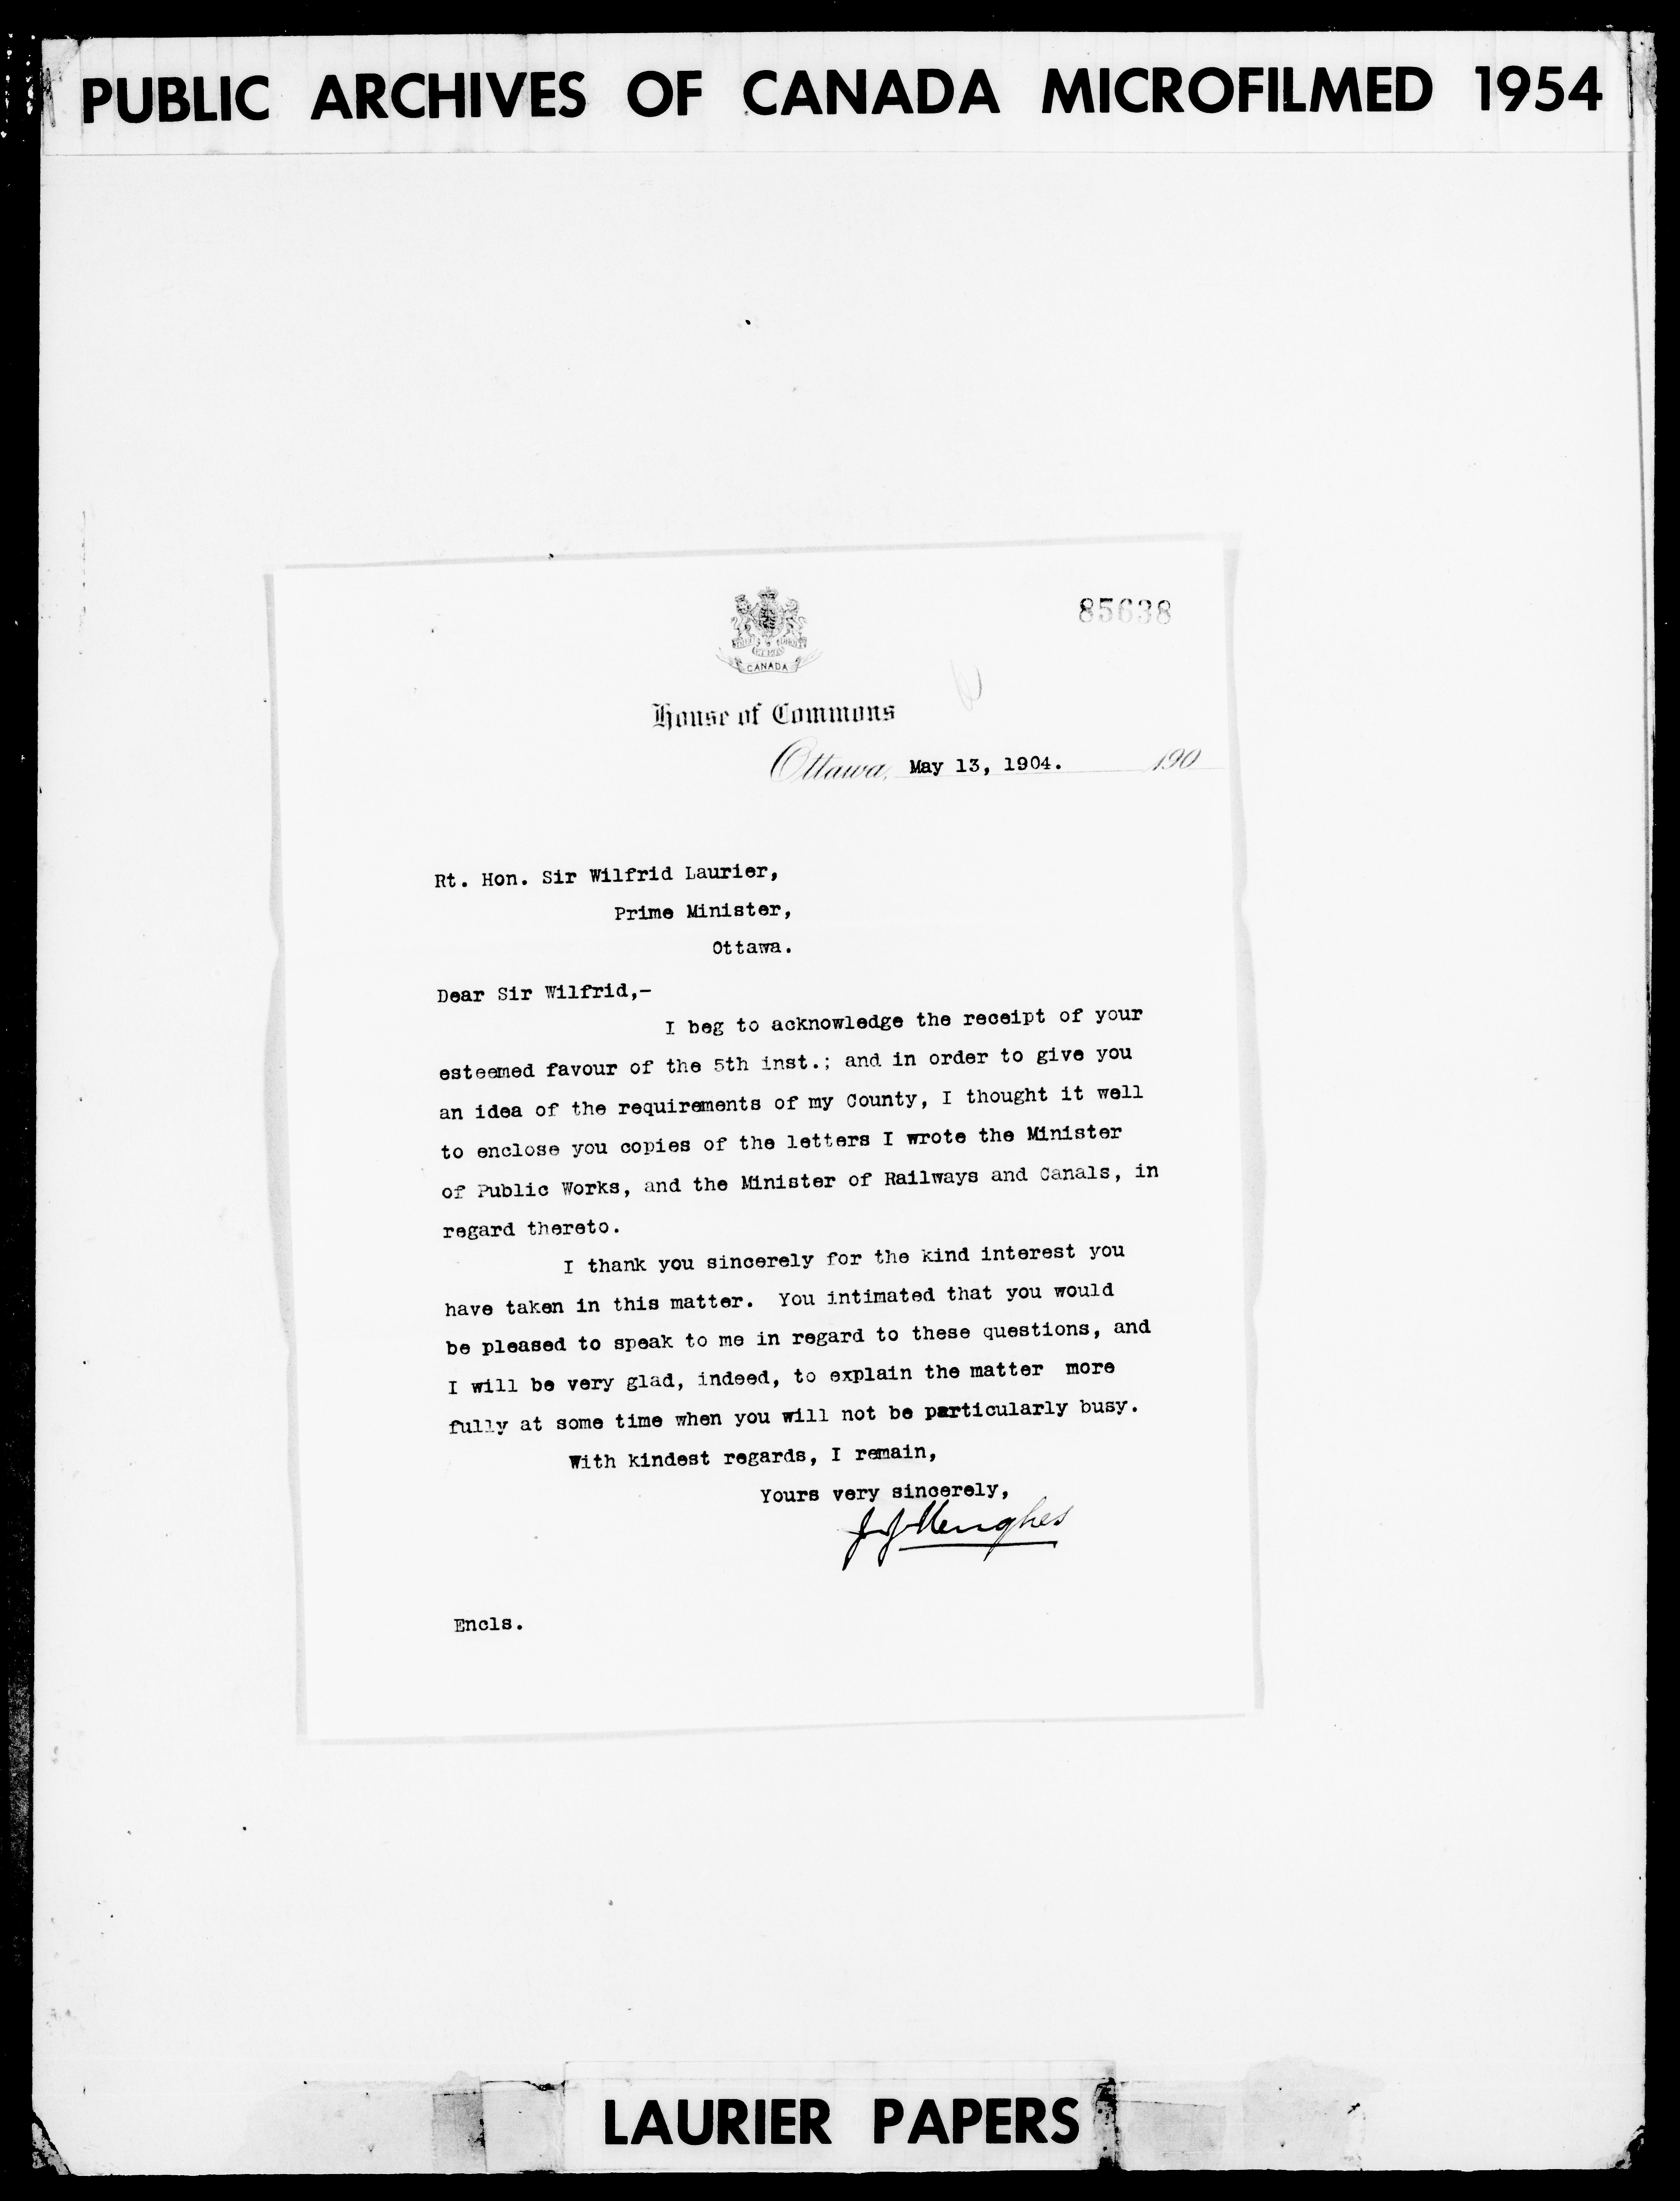 PUBLIC ARCHIVES OF CANADA MICROFILMED 1954
85638
CANADA
House of Commons
Ottawa, May 13, 1904. 190
Rt. Hon. Sir Wilfrid Laurier,
Prime Minister,
Ottawa.
Dear Sir Wilfrid,-
I beg to acknowledge the receipt of your
esteemed favour of the 5th inst.; and in order to give you
an idea of the requirements of my County, I thought it well
to enclose you copies of the letters I wrote the Minister
of Public Works, and the Minister of Railways and Canals, in
regard thereto.
I thank you sincerely for the kind interest you
have taken in this matter. You intimated that you would
be pleased to speak to me in regard to these questions, and
I will be very glad, indeed, to explain the matter more
fully at some time when you will not be particularly busy.
With kindest regards, I remain,
Yours very sincerely,
J J Hughes
Encls.
LAURIER PAPERS